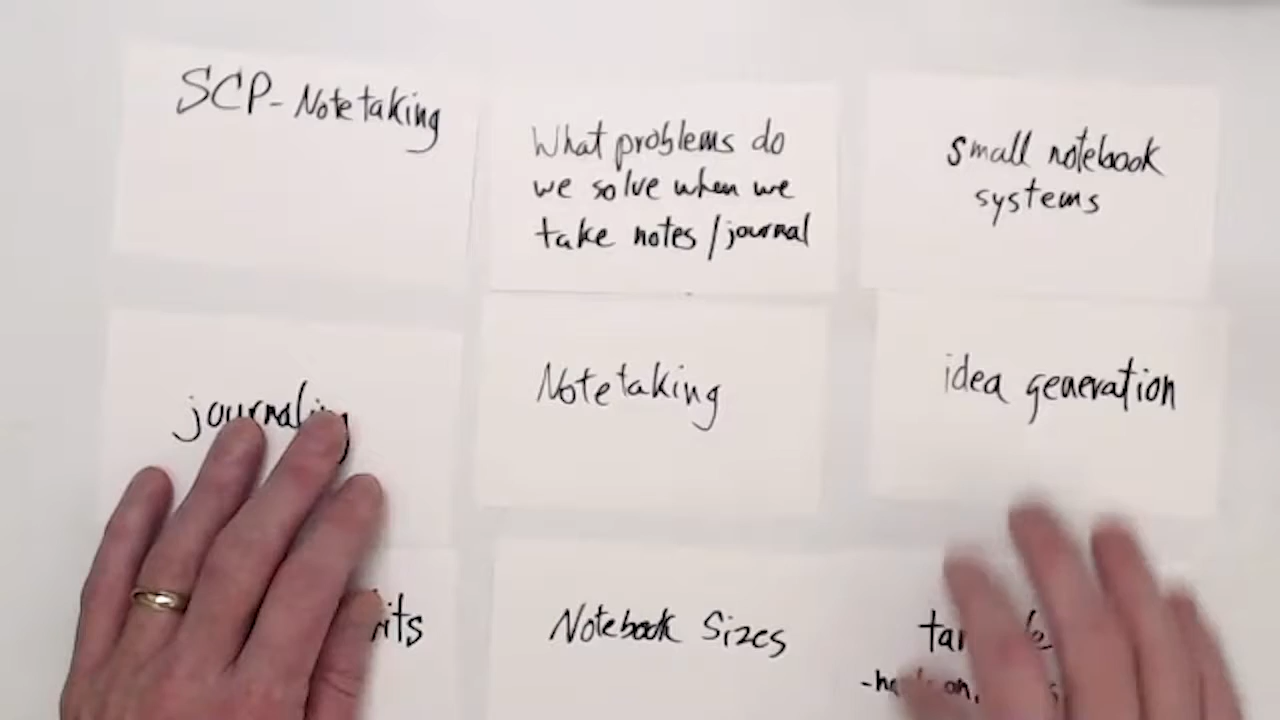 SCP-Notetaking
What problems do
we solve when we
take notes/journal
small notebook
systems
journaling
Notetaking
idea generation
Notebook Sizes